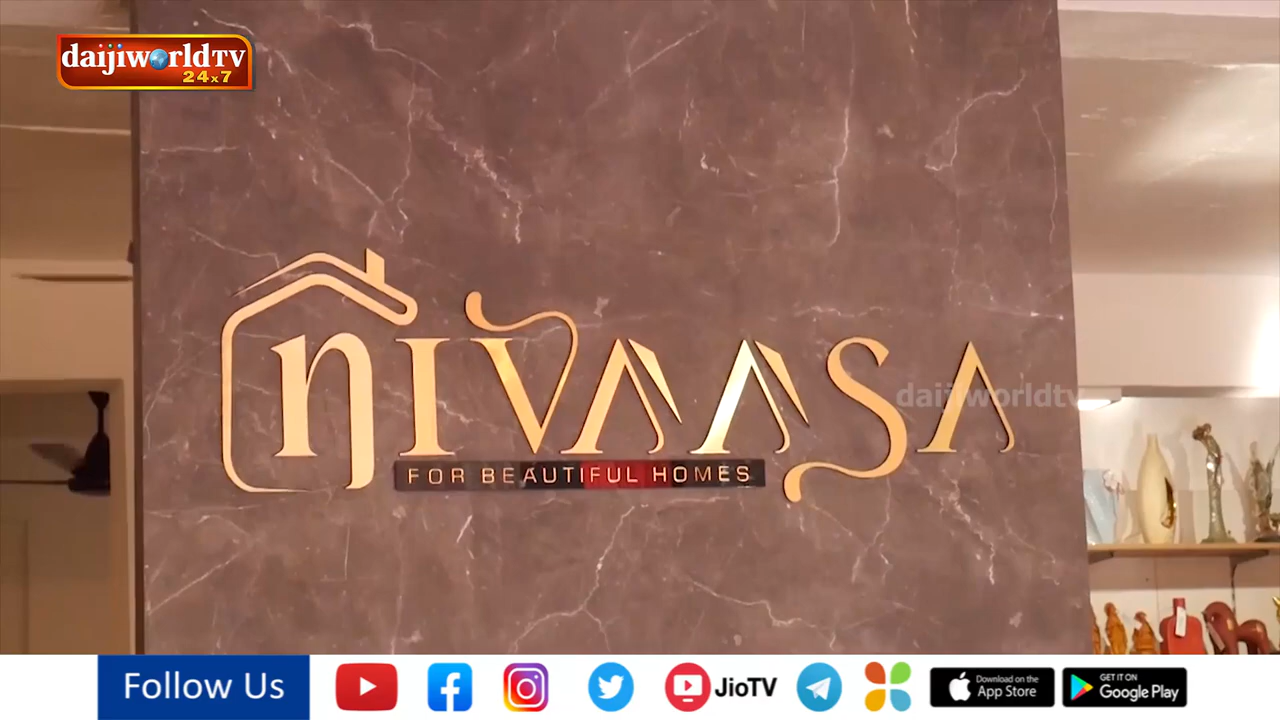 daijiworldTV
24x7
nIVAASA
FOR BEAUTIFUL HOMES
daijiworldtv
Follow Us
JioTV
Download on the
App Store
GET IT ON
Google Play